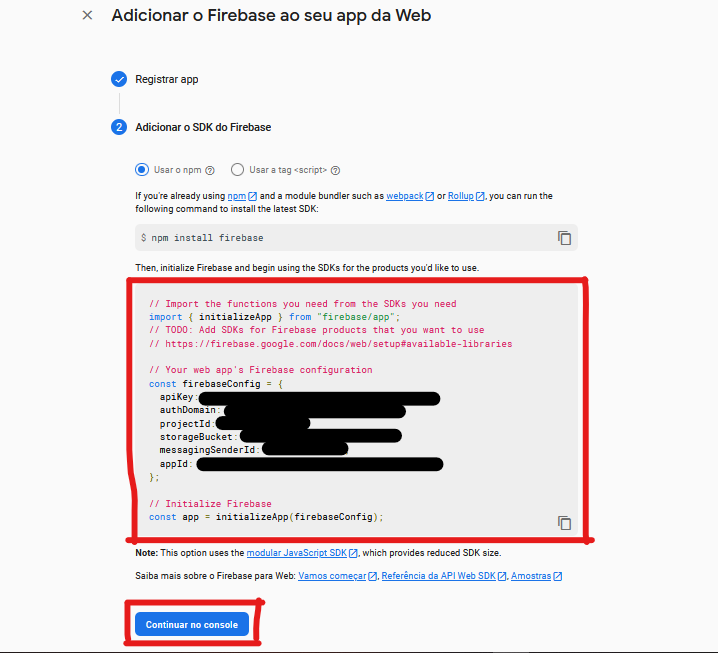 Adicionar o Firebase ao seu app da Web
Registrar app
2 Adicionar o SDK do Firebase
Usar o npm Usar a tag <script>
If you're already using npm and a module bundler such as webpack or Rollup, you can run the
following command to install the latest SDK:
$ npm install firebase
Then, initialize Firebase and begin using the SDKs for the products you'd like to use.
// Import the functions you need from the SDKs you need
import { initializeApp } from "firebase/app";
// TODO: Add SDKs for Firebase products that you want to use
// https://firebase.google.com/docs/web/setup#available-libraries
// Your web app's Firebase configuration
const firebaseConfig = {
apiKey:
authDomain:
projectId:
storageBucket:
messagingSenderId:
appId:
};
// Initialize Firebase
const app = initializeApp(firebaseConfig);
Note: This option uses the modular JavaScript SDK, which provides reduced SDK size.
Saiba mais sobre o Firebase para Web: Vamos começar, Referência da API Web SDK, Amostras
Continuar no console